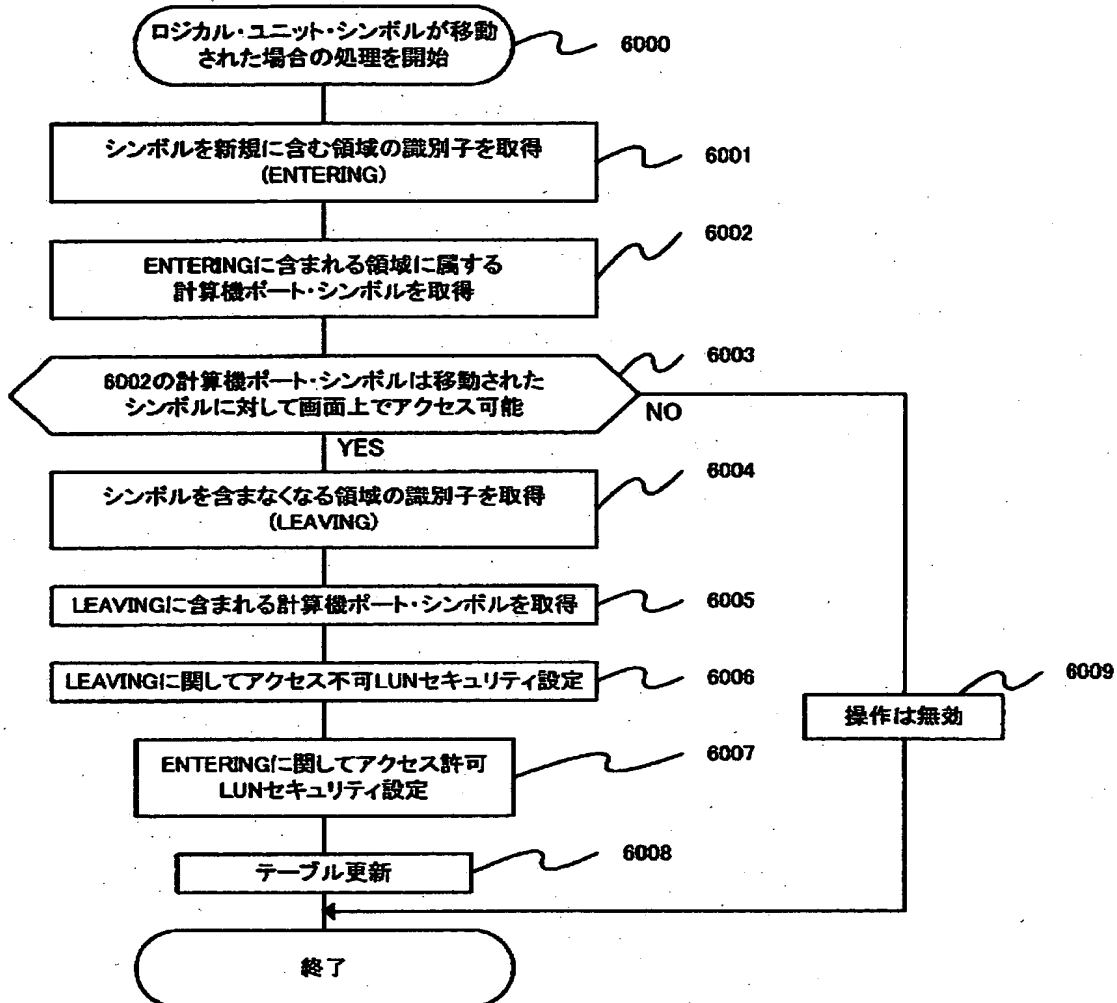 ロジカル・ユニット・シンボルが移動
された場合の処理を開始
6000
シンボルを新規に含む領域の識別子を取得
(ENTERING)
6001
ENTERINGに含まれる領域に属する
計算機ポート・シンボルを取得
6002
6002の計算機ポート・シンボルは移動された
シンボルに対して画面上でアクセス可能
6003
NO
YES
シンボルを含まなくなる領域の識別子を取得
(LEAVING)
6004
LEAVINGに含まれる計算機ポート・シンボルを取得
6005
LEAVINGに関してアクセス不可LUNセキュリティ設定
6006
操作は無効
6009
ENTERINGに関してアクセス許可
LUNセキュリティ設定
6007
テーブル更新
6008
終了